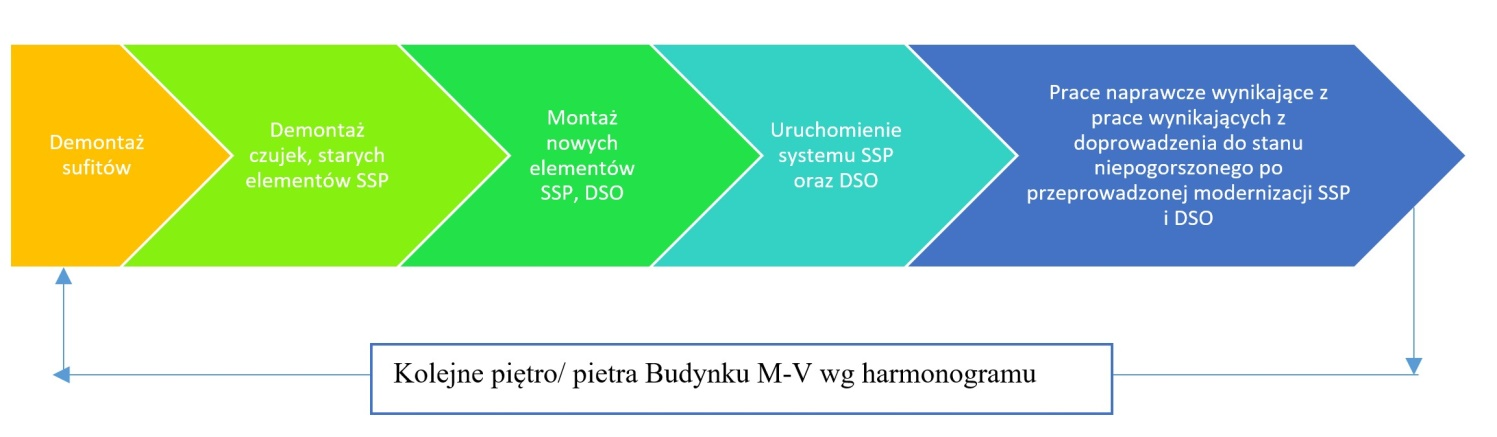 Demontaż
sufitów
Demontaż
czujek, starych
elementów SSP
Montaż
nowych
elementów
SSP, DSO
Uruchomienie
systemu SSP
oraz DSO
Prace naprawcze wynikające z
prace wynikających z
doprowadzenia do stanu
niepogorszonego po
przeprowadzonej modernizacji SSP
i DSO
Kolejne piętro/ pietra Budynku M-V wg harmonogramu